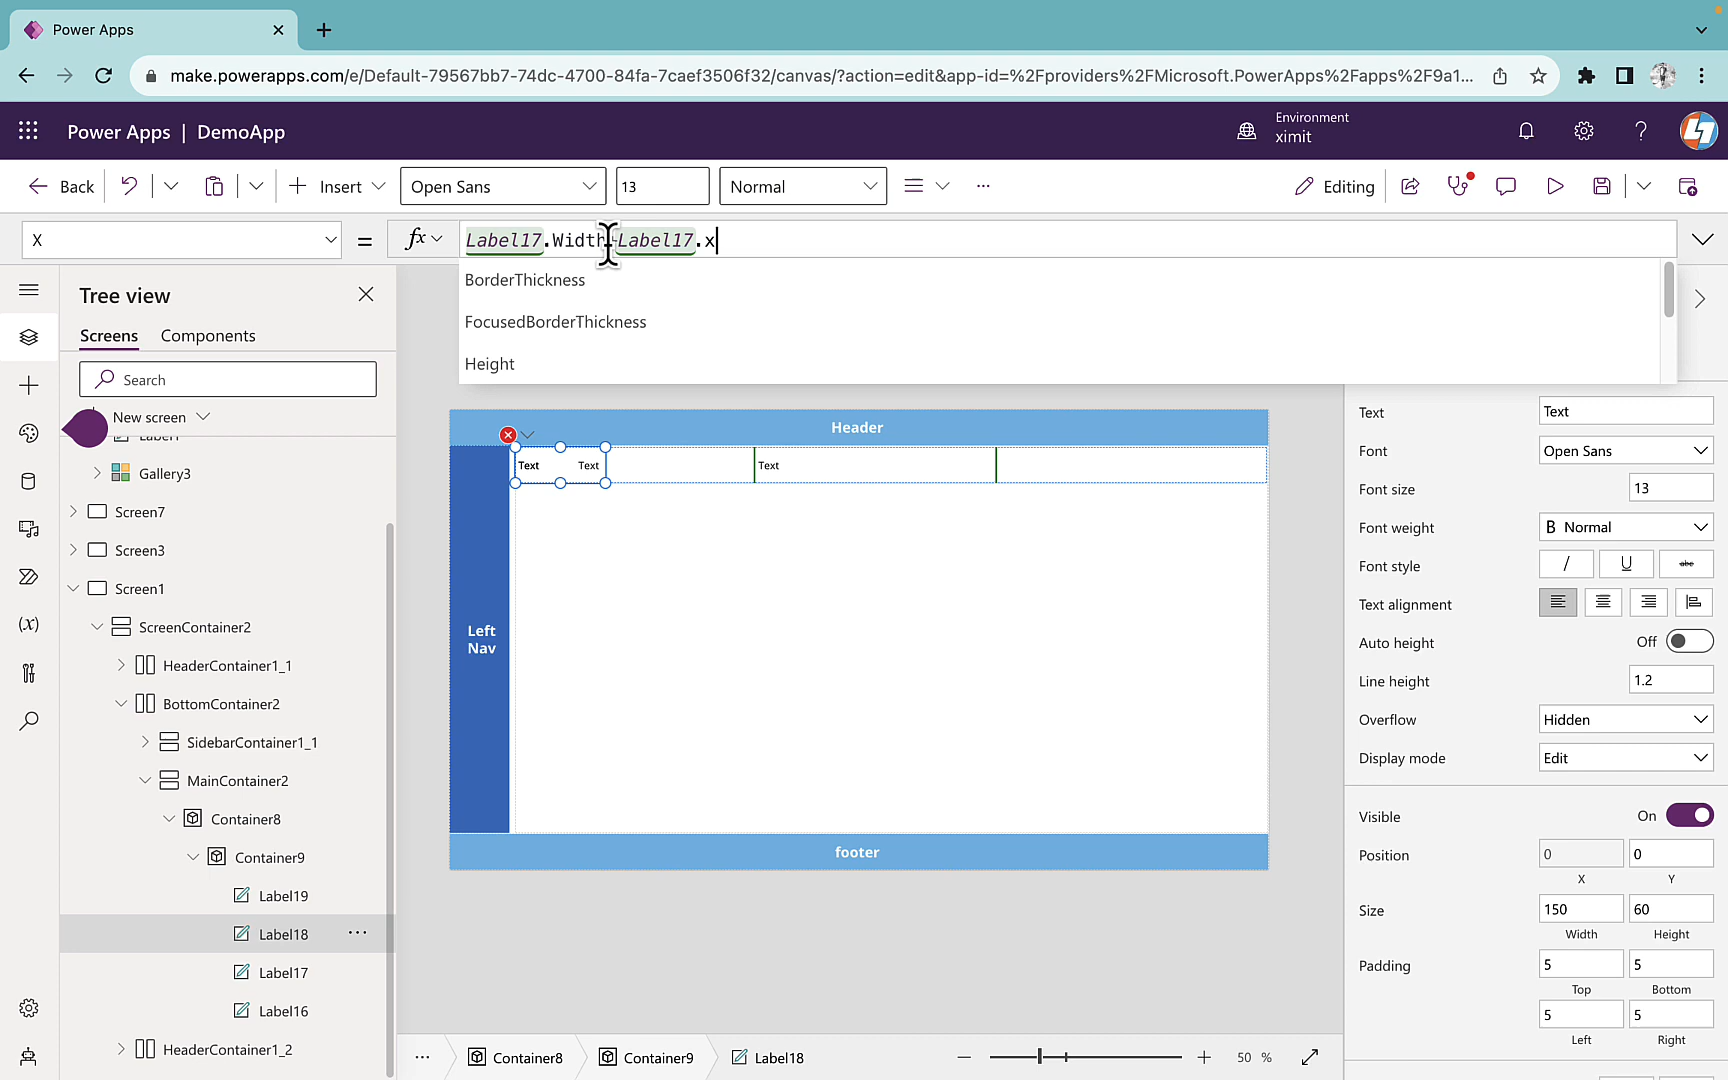 Power Apps
make.powerapps.com/e/Default-79567bb7-74dc-4700-84fa-7caef3506f32/canvas/?action=edit&app-id=%2Fproviders%2FMicrosoft.PowerApps%2Fapps%2F9a1...
Power Apps | DemoApp
Environment
ximit
Back
Insert
Open Sans
13
Normal
Editing
X
=
fx
Label17.Width+Label17.x
BorderThickness
FocusedBorderThickness
Height
Tree view
Screens
Components
Search
New screen
Label1
Gallery3
Screen7
Screen3
Screen1
ScreenContainer2
HeaderContainer1_1
BottomContainer2
SidebarContainer1_1
MainContainer2
Container8
Container9
Label19
Label18
Label17
Label16
HeaderContainer1_2
Header
Text
Text
Text
Left
Nav
footer
Text
Text
Font
Open Sans
Font size
13
Font weight
B Normal
Font style
/ U abc
Text alignment
Auto height
Off
Line height
1.2
Overflow
Hidden
Display mode
Edit
Visible
On
Position
0
0
X
Y
Size
150
60
Width
Height
Padding
5
5
Top
Bottom
5
5
Left
Right
... Container8 Container9 Label18
50 %